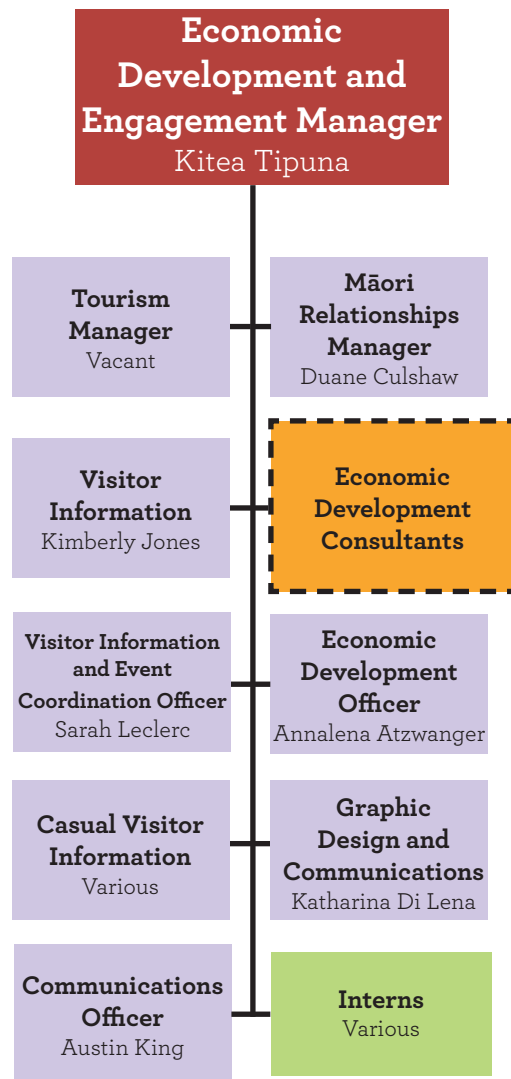 Economic
Development and
Engagement Manager
Kitea Tipuna
Tourism
Manager
Vacant
Māori
Relationships
Manager
Duane Culshaw
Visitor
Information
Kimberly Jones
Economic
Development
Consultants
Visitor Information
and Event
Coordination Officer
Sarah Leclerc
Economic
Development
Officer
Annalena Atzwanger
Casual Visitor
Information
Various
Graphic
Design and
Communications
Katharina Di Lena
Communications
Officer
Austin King
Interns
Various